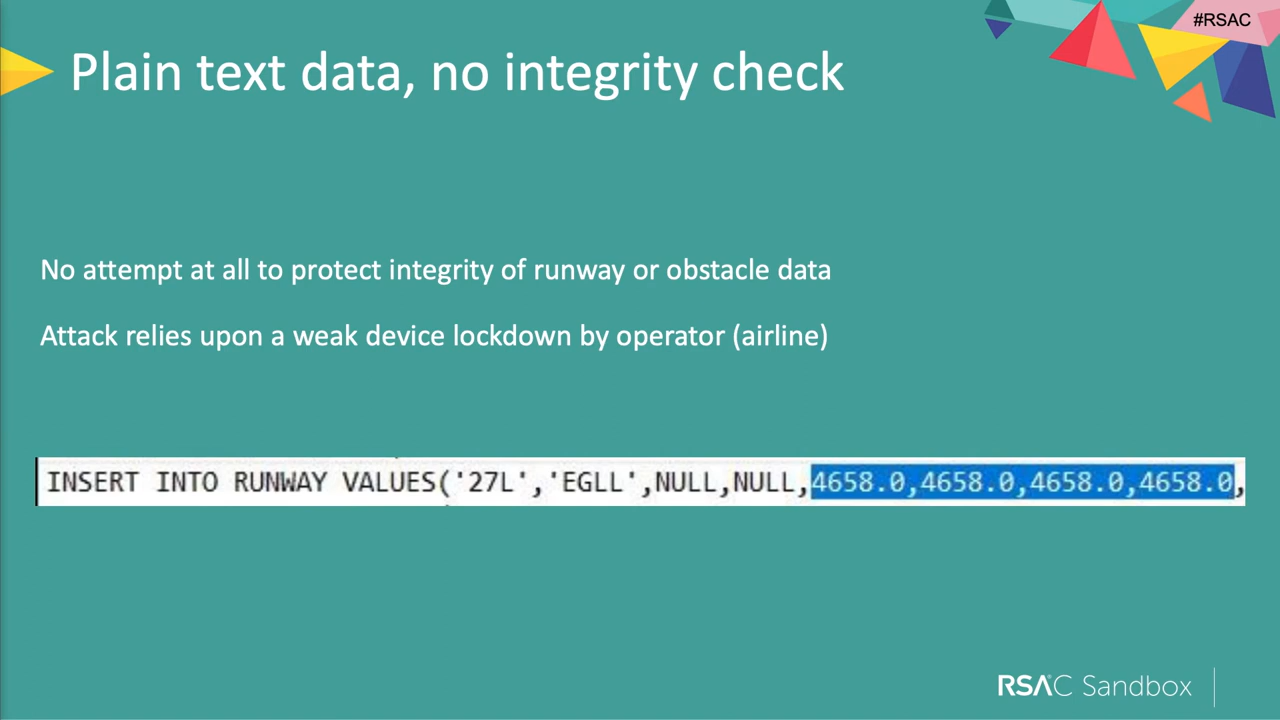 #RSAC
Plain text data, no integrity check
No attempt at all to protect integrity of runway or obstacle data
Attack relies upon a weak device lockdown by operator (airline)
INSERT INTO RUNWAY VALUES('27L','EGLL',NULL,NULL,4658.0,4658.0,4658.0,4658.0,
RSAC Sandbox